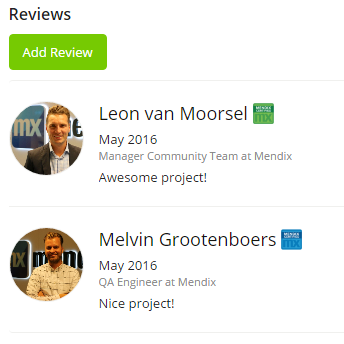 Reviews
Add Review
Leon van Moorsel
May 2016
Manager Community Team at Mendix
Awesome project!
Melvin Grootenboers
May 2016
QA Engineer at Mendix
Nice project!